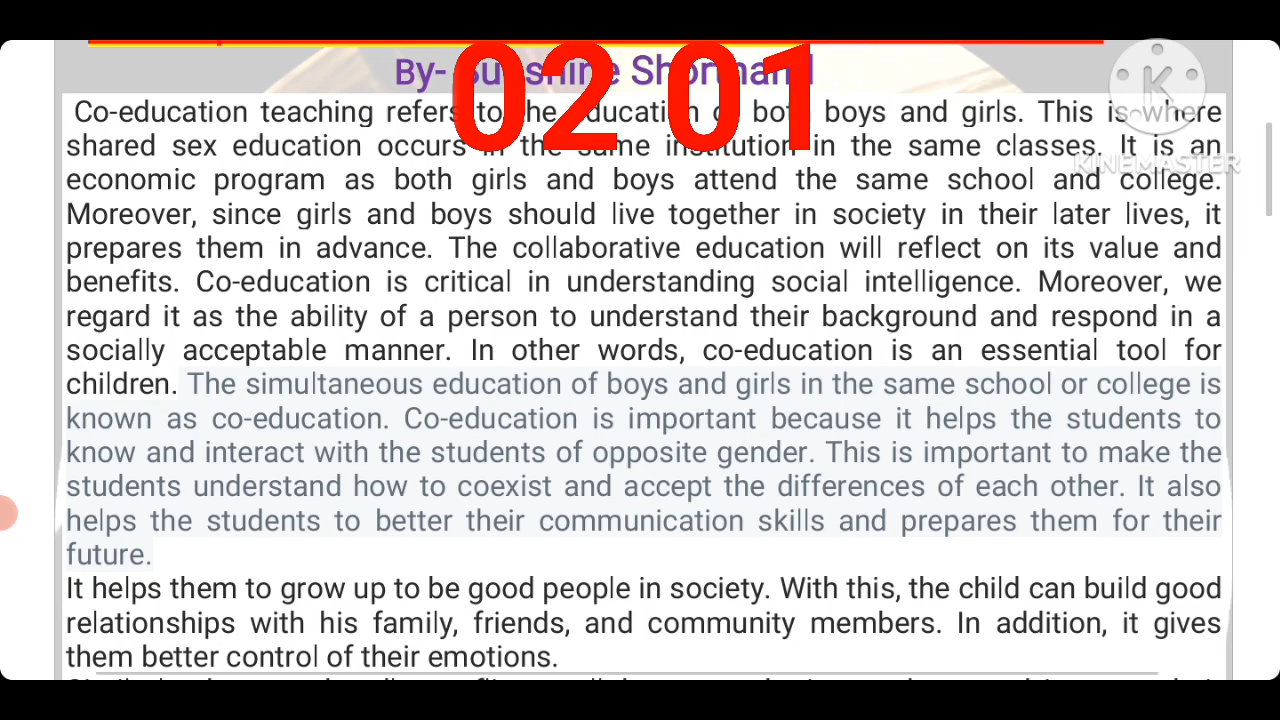 02 01
By- Sunshine Shorthand
KINEMASTER
Co-education teaching refers to the education of both boys and girls. This is where
shared sex education occurs in the same institution in the same classes. It is an
economic program as both girls and boys attend the same school and college.
Moreover, since girls and boys should live together in society in their later lives, it
prepares them in advance. The collaborative education will reflect on its value and
benefits. Co-education is critical in understanding social intelligence. Moreover, we
regard it as the ability of a person to understand their background and respond in a
socially acceptable manner. In other words, co-education is an essential tool for
children. The simultaneous education of boys and girls in the same school or college is
known as co-education. Co-education is important because it helps the students to
know and interact with the students of opposite gender. This is important to make the
students understand how to coexist and accept the differences of each other. It also
helps the students to better their communication skills and prepares them for their
future.
It helps them to grow up to be good people in society. With this, the child can build good
relationships with his family, friends, and community members. In addition, it gives
them better control of their emotions.